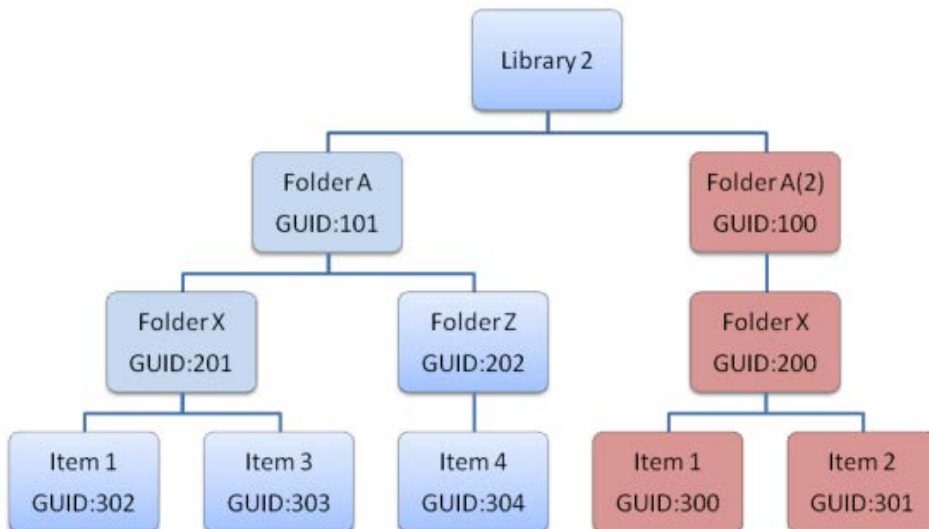 Library 2
Folder A
GUID:101
Folder A(2)
GUID:100
Folder X
GUID:201
Folder Z
GUID:202
Folder X
GUID:200
Item 1
GUID:302
Item 3
GUID:303
Item 4
GUID:304
Item 1
GUID:300
Item 2
GUID:301